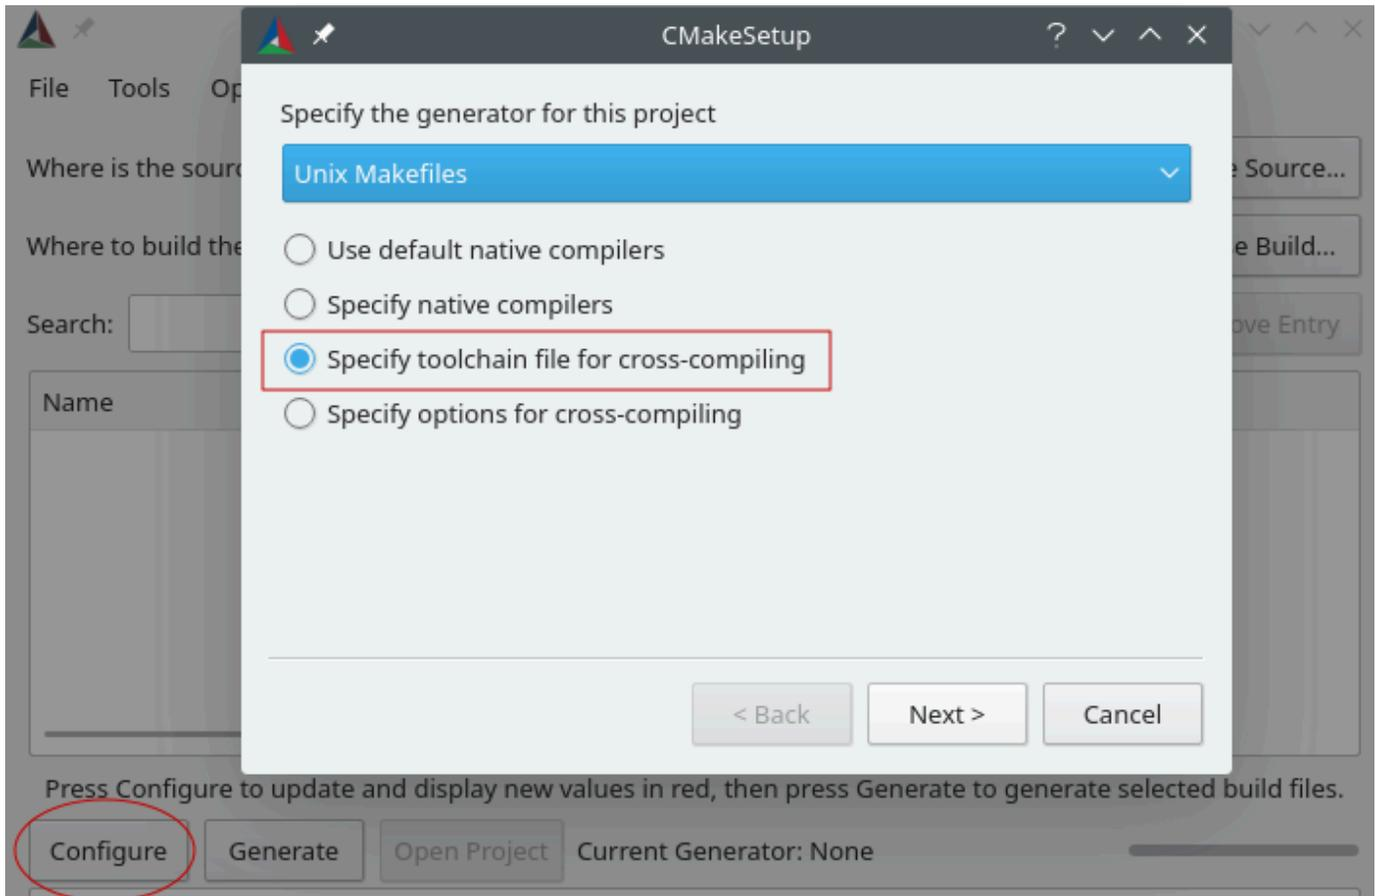 CMakeSetup
?
File Tools Op
Specify the generator for this project
Where is the sourc
Unix Makefiles
e Source...
Use default native compilers
Where to build the
e Build...
Specify native compilers
Search:
ove Entry
Specify toolchain file for cross-compiling
Name
Specify options for cross-compiling
< Back Next > Cancel
Press Configure to update and display new values in red, then press Generate to generate selected build files.
Configure Generate Open Project Current Generator: None